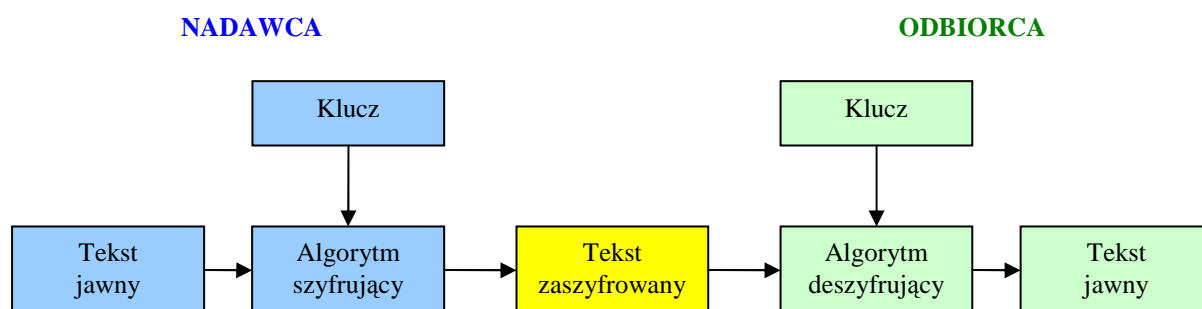 NADAWCA
ODBIORCA
Klucz
Klucz
Tekst
jawny
Algorytm
szyfrujący
Tekst
zaszyfrowany
Algorytm
deszyfrujący
Tekst
jawny